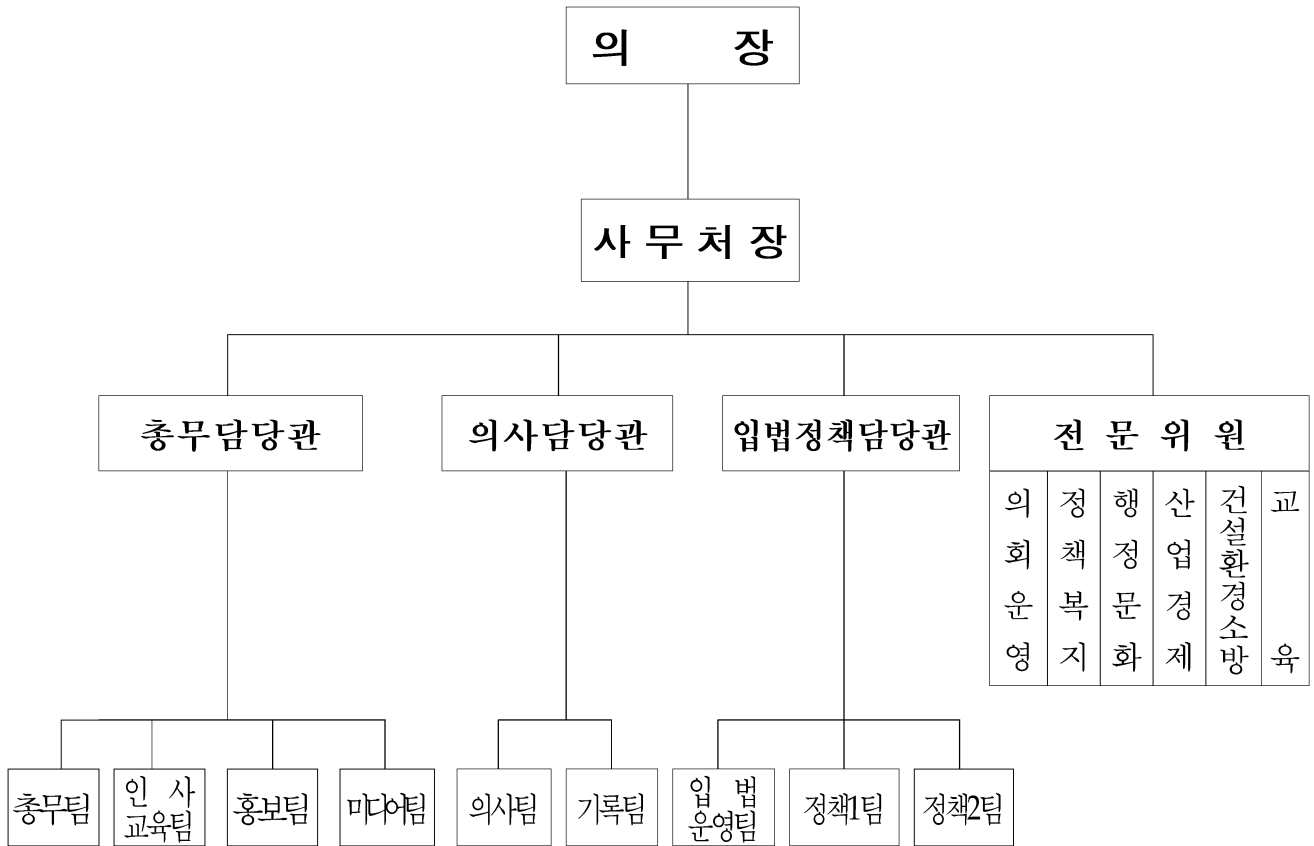 의 장
사무처장
총무담당관
의사담당관
입법정책담당관
전문위원
의회운영
정책복지
행정문화
산업경제
건설환경소방
교육
총무팀
인 사
교육팀
홍보팀
미디어팀
의사팀
기록팀
입 법
운영팀
정책1팀
정책2팀